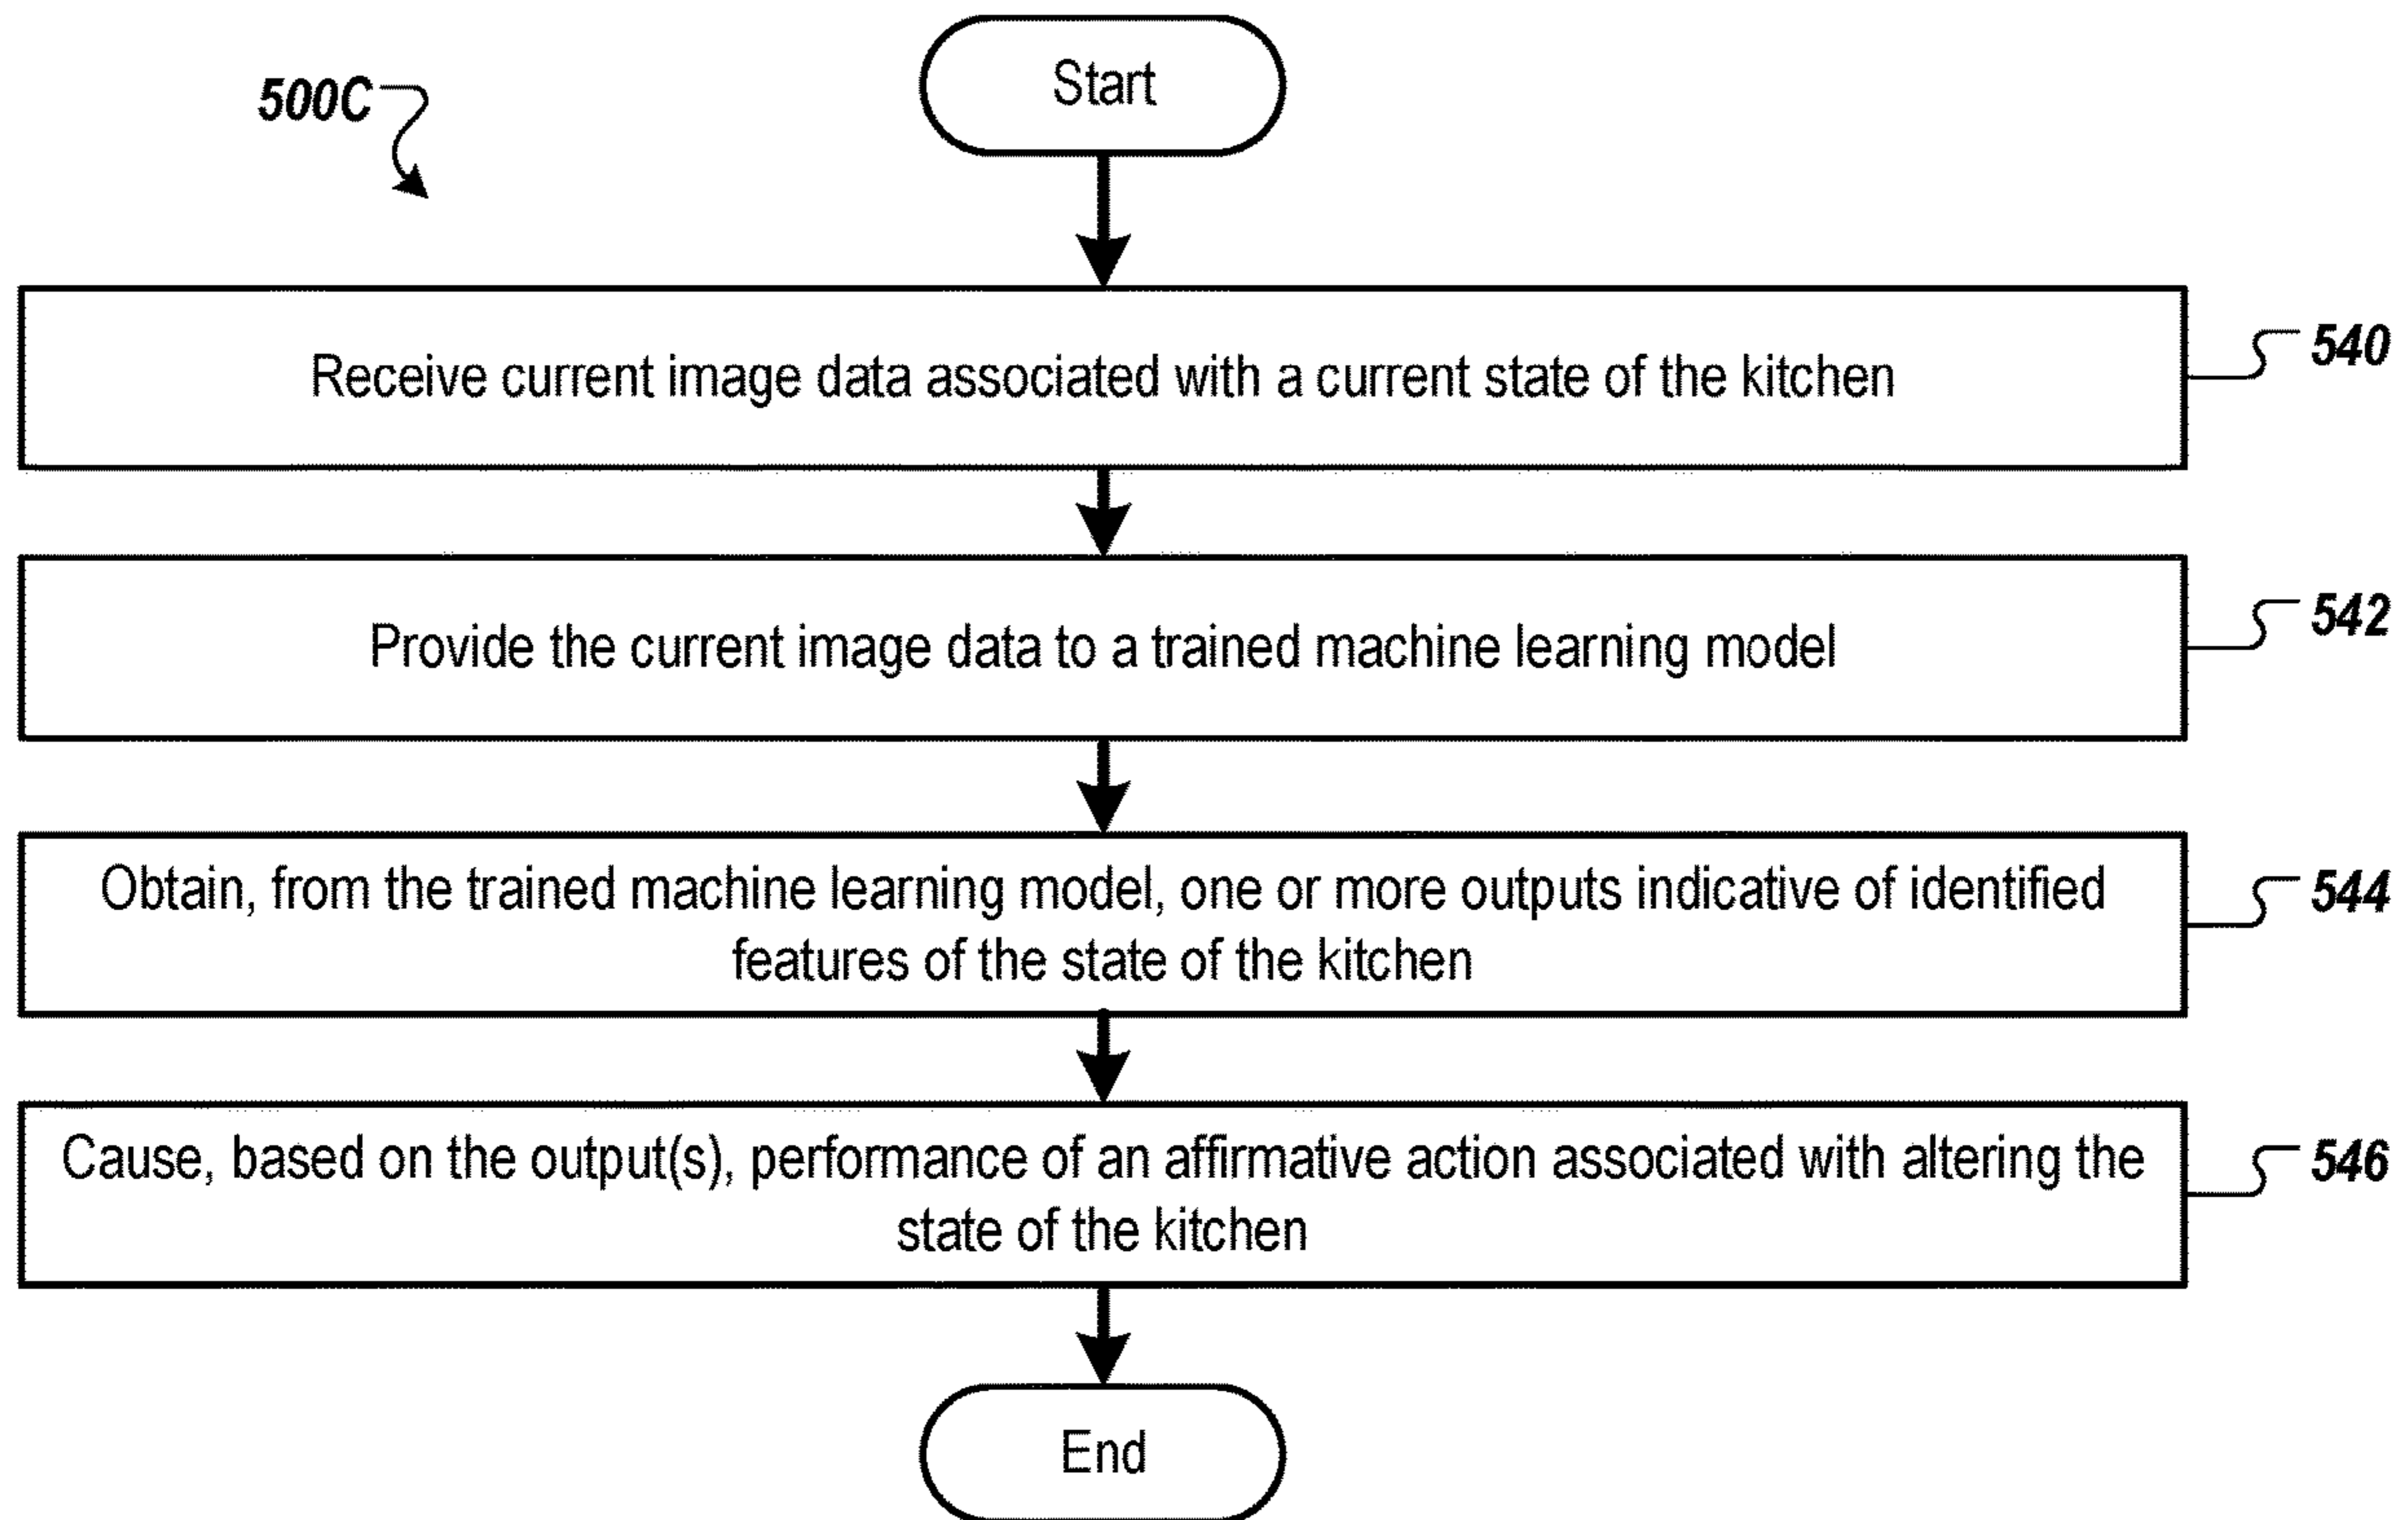 Start
500C
Receive current image data associated with a current state of the kitchen
540
Provide the current image data to a trained machine learning model
542
Obtain, from the trained machine learning model, one or more outputs indicative of identified
features of the state of the kitchen
544
Cause, based on the output(s), performance of an affirmative action associated with altering the
state of the kitchen
546
End